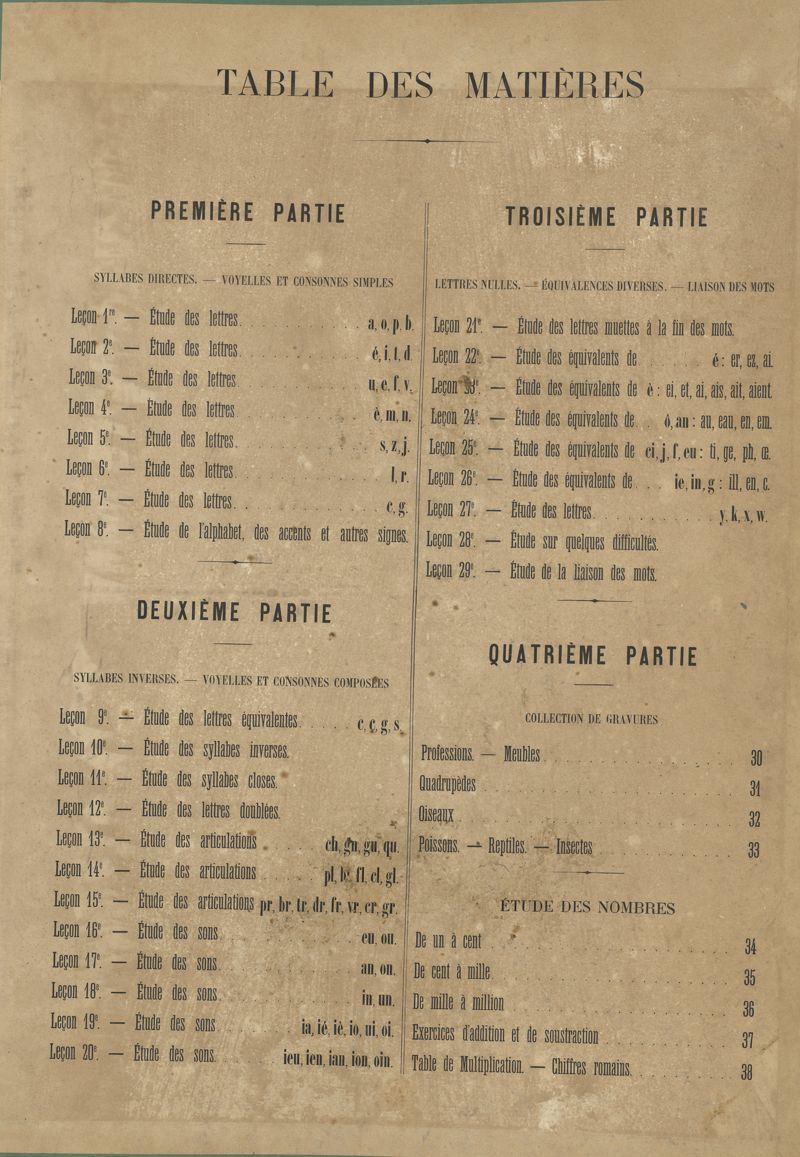 TABLE DES MATIÈRES
PREMIÈRE PARTIE
SYLLABES DIRECTES. — VOYELLES ET CONSONNES SIMPLES
Leçon 1re. — Étude des lettres. . . . . . . . . . . a, o, p, b.
Leçon 2e. — Étude des lettres. . . . . . . . . . . é, i, t, d.
Leçon 3e. — Étude des lettres. . . . . . . . . . . u, e, f, v.
Leçon 4e. — Étude des lettres. . . . . . . . . . . è, m, n.
Leçon 5e. — Étude des lettres. . . . . . . . . . . s, z, j.
Leçon 6e. — Étude des lettres. . . . . . . . . . . l, r.
Leçon 7e. — Étude des lettres. . . . . . . . . . . c, g.
Leçon 8e. — Étude de l'alphabet, des accents et autres signes.
DEUXIÈME PARTIE
SYLLABES INVERSES. — VOYELLES ET CONSONNES COMPOSÉES
Leçon 9e. — Étude des lettres équivalentes. . . . . c, ç, g, s.
Leçon 10e. — Étude des syllabes inverses.
Leçon 11e. — Étude des syllabes closes.
Leçon 12e. — Étude des lettres doublées.
Leçon 13e. — Étude des articulations . . . . . ch, gn, gu, qu.
Leçon 14e. — Étude des articulations . . . . . pl, bl, fl, cl, gl.
Leçon 15e. — Étude des articulations pr, br, tr, dr, fr, vr, cr, gr.
Leçon 16e. — Étude des sons. . . . . . . . . . . eu, ou.
Leçon 17e. — Étude des sons. . . . . . . . . . . an, on.
Leçon 18e. — Étude des sons. . . . . . . . . . . in, un.
Leçon 19e. — Étude des sons. . . . . . . ia, ié, iè, io, ui, oi.
Leçon 20e. — Étude des sons. . . . . ieu, ien, ian, ion, oin.
TROISIÈME PARTIE
LETTRES NULLES. — ÉQUIVALENCES DIVERSES. — LIAISON DES MOTS
Leçon 21e. — Étude des lettres muettes à la fin des mots.
Leçon 22e. — Étude des équivalents de . . . . . é : er, ez, ai.
Leçon 23e. — Étude des équivalents de è : ei, et, ai, ais, ait, aient
Leçon 24e. — Étude des équivalents de. . . o, an : au, eau, en, em.
Leçon 25e. — Étude des équivalents de ci, j, f, eu : ti, ge, ph, œ.
Leçon 26e. — Étude des équivalents de. . . . ie, in, g : ill, en, c.
Leçon 27e. — Étude des lettres. . . . . . . . . . . y, k, x, w.
Leçon 28e. — Étude sur quelques difficultés.
Leçon 29e. — Étude de la liaison des mots.
QUATRIÈME PARTIE
COLLECTION DE GRAVURES
Professions. — Meubles . . . . . . . . . . . 30
Quadrupèdes . . . . . . . . . . . 31
Oiseaux . . . . . . . . . . . 32
Poissons. — Reptiles. — Insectes . . . . . . . . . . . 33
ÉTUDE DES NOMBRES
De un à cent . . . . . . . . . . . 34
De cent à mille . . . . . . . . . . . 35
De mille à million . . . . . . . . . . . 36
Exercices d'addition et de soustraction . . . . . . . . . . . 37
Table de Multiplication. — Chiffres romains. . . . . . . . . . . 38